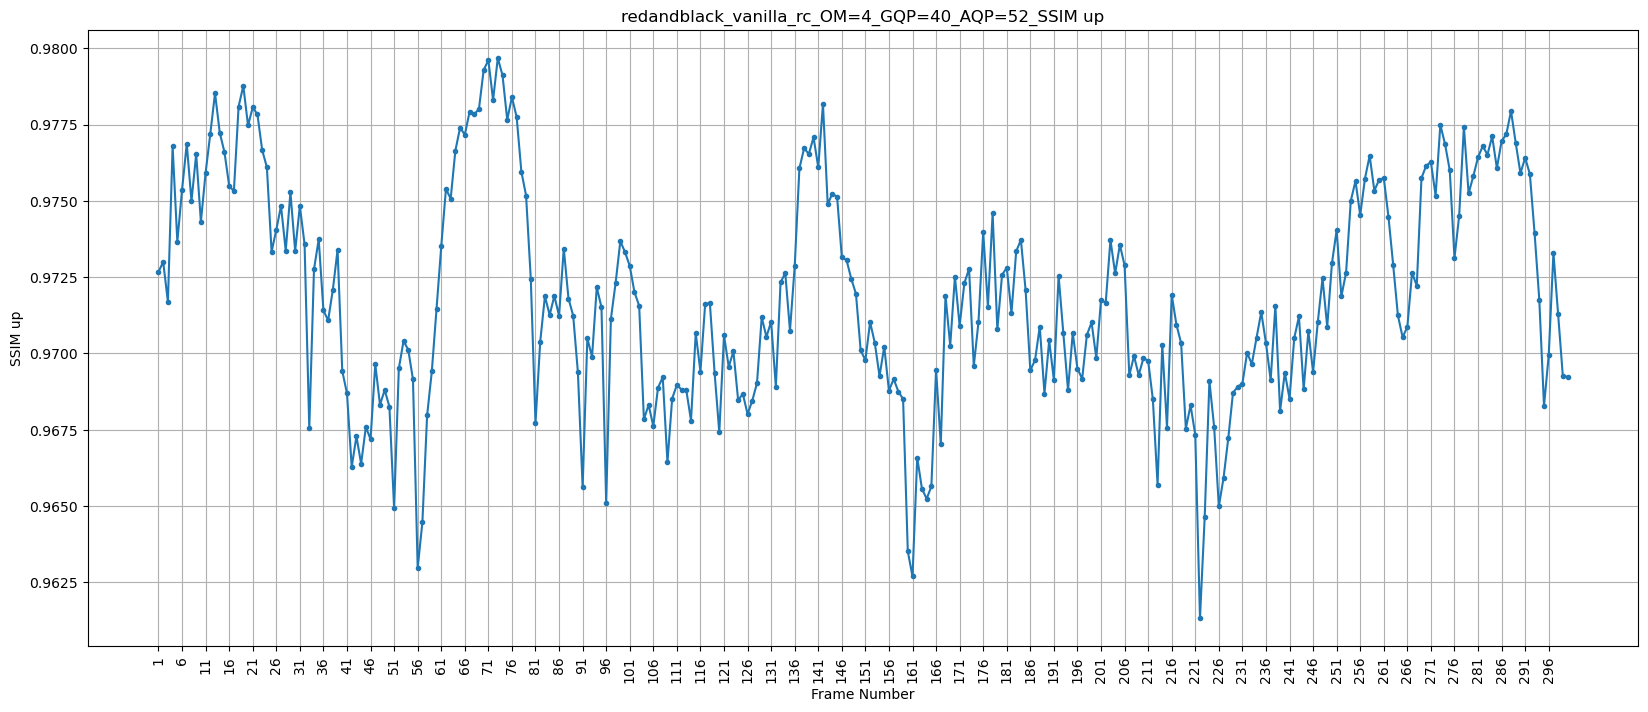 redandblack_vanilla_rc_OM=4_GQP=40_AQP=52_SSIM up
0.9800
0.9775
0.9750
0.9725
0.9700
0.9675
0.9650
0.9625
SSIM up
1 6 11 16 21 26 31 36 41 46 51 56 61 66 71 76 81 86 91 96 101 106 111 116 121 126 131 136 141 146 151 156 161 166 171 176 181 186 191 196 201 206 211 216 221 226 231 236 241 246 251 256 261 266 271 276 281 286 291 296
Frame Number